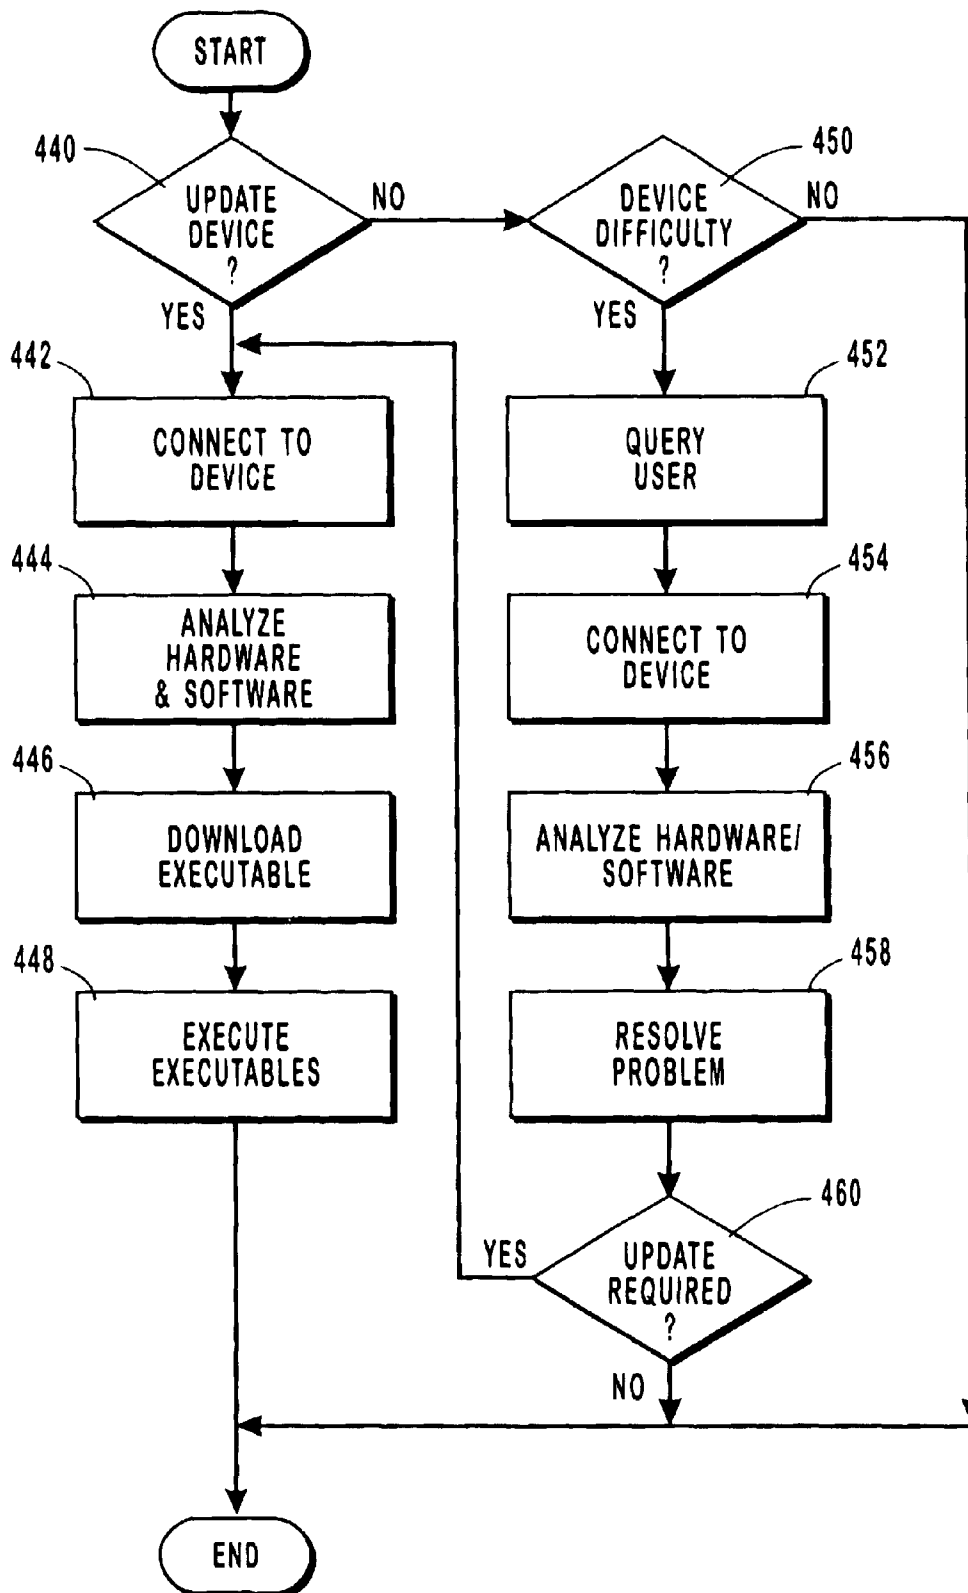 START
440
UPDATE
DEVICE
?
NO
YES
450
DEVICE
DIFFICULTY
?
NO
YES
442
CONNECT TO
DEVICE
452
QUERY
USER
444
ANALYZE
HARDWARE
& SOFTWARE
454
CONNECT TO
DEVICE
446
DOWNLOAD
EXECUTABLE
456
ANALYZE HARDWARE/
SOFTWARE
448
EXECUTE
EXECUTABLES
458
RESOLVE
PROBLEM
460
YES
UPDATE
REQUIRED
?
NO
END